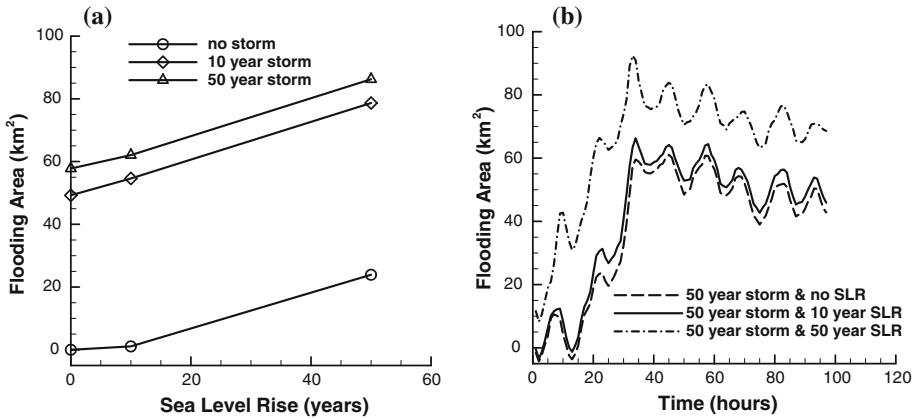 (a)
100
80
60
40
20
0
Flooding Area (km²)
no storm
10 year storm
50 year storm
0 20 40 60
Sea Level Rise (years)
(b)
100
80
60
40
20
0
Flooding Area (km²)
50 year storm & no SLR
50 year storm & 10 year SLR
50 year storm & 50 year SLR
0 20 40 60 80 100 120
Time (hours)